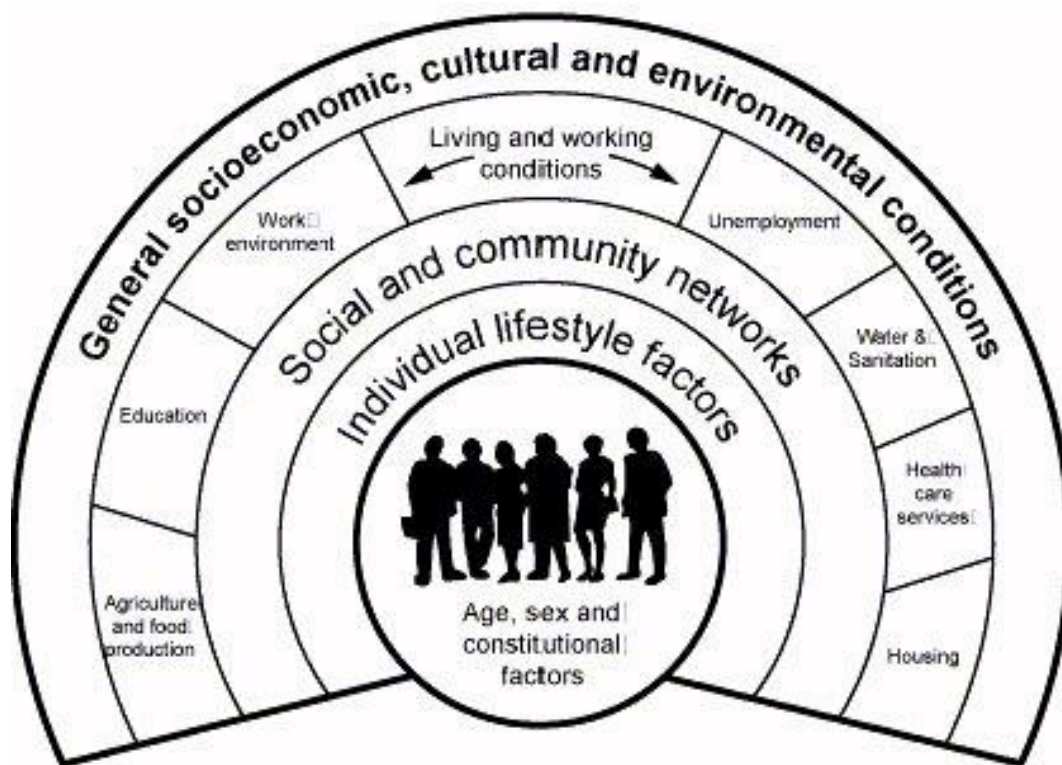 General socioeconomic, cultural and environmental conditions
Living and working
conditions
Work
environment
Unemployment
Education
Water &
Sanitation
Agriculture
and food
production
Health
care
services
Housing
Social and community networks
Individual lifestyle factors
Age, sex and
constitutional
factors